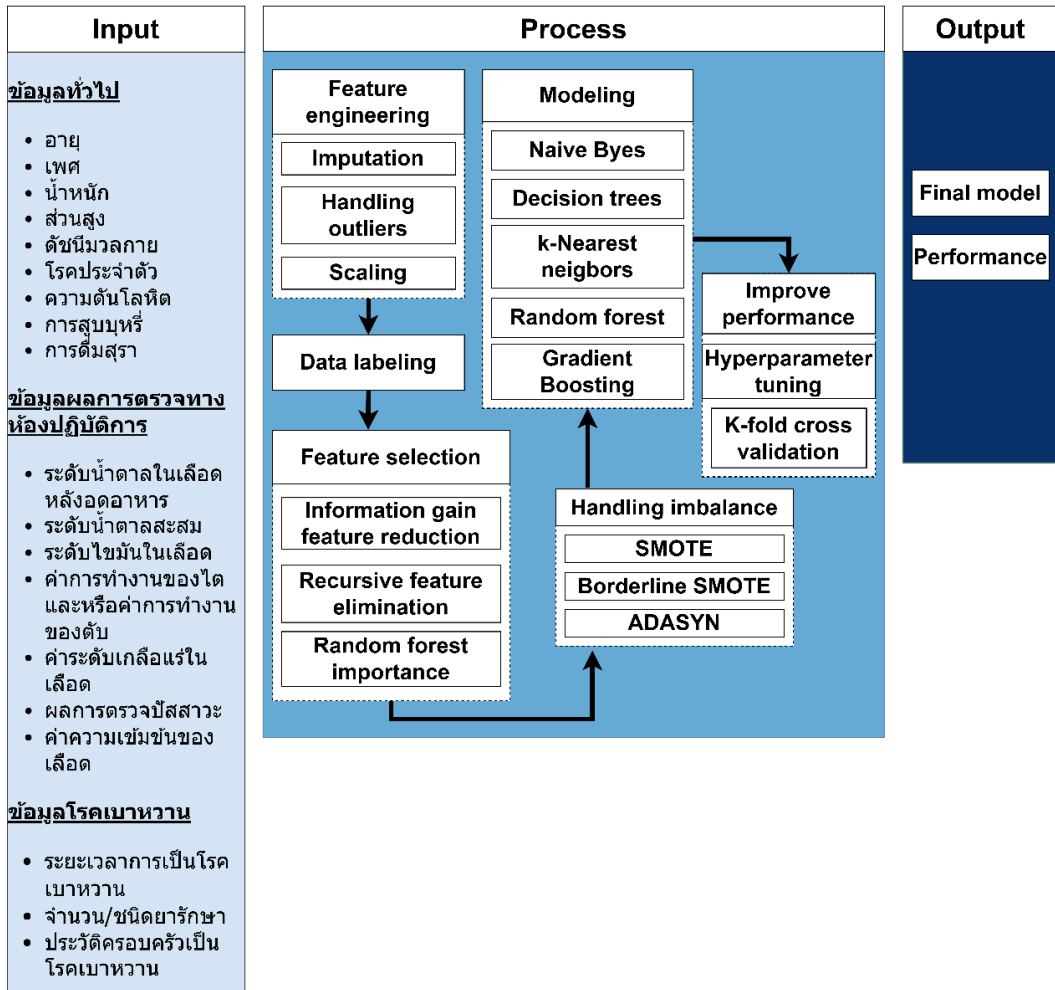 Input
ข้อมูลทั่วไป
• อายุ
• เพศ
• น้ำหนัก
• ส่วนสูง
• ดัชนีมวลกาย
• โรคประจำตัว
• ความดันโลหิต
• การสูบบุหรี่
• การดื่มสุรา
ข้อมูลผลการตรวจทาง
ห้องปฏิบัติการ
• ระดับน้ำตาลในเลือด
หลังอดอาหาร
• ระดับน้ำตาลสะสม
• ระดับไขมันในเลือด
• ค่าการทำงานของไต
และหรือค่าการทำงาน
ของตับ
• ค่าระดับเกลือแร่ใน
เลือด
• ผลการตรวจปัสสาวะ
• ค่าความเข้มข้นของ
เลือด
ข้อมูลโรคเบาหวาน
• ระยะเวลาการเป็นโรค
เบาหวาน
• จำนวน/ชนิดยารักษา
• ประวัติครอบครัวเป็น
โรคเบาหวาน
Process
Feature
engineering
Imputation
Handling
outliers
Scaling
Data labeling
Feature selection
Information gain
feature reduction
Recursive feature
elimination
Random forest
importance
Handling imbalance
SMOTE
Borderline SMOTE
ADASYN
Modeling
Naive Byes
Decision trees
k-Nearest
neigbors
Random forest
Gradient
Boosting
Improve
performance
Hyperparameter
tuning
K-fold cross
validation
Output
Final model
Performance